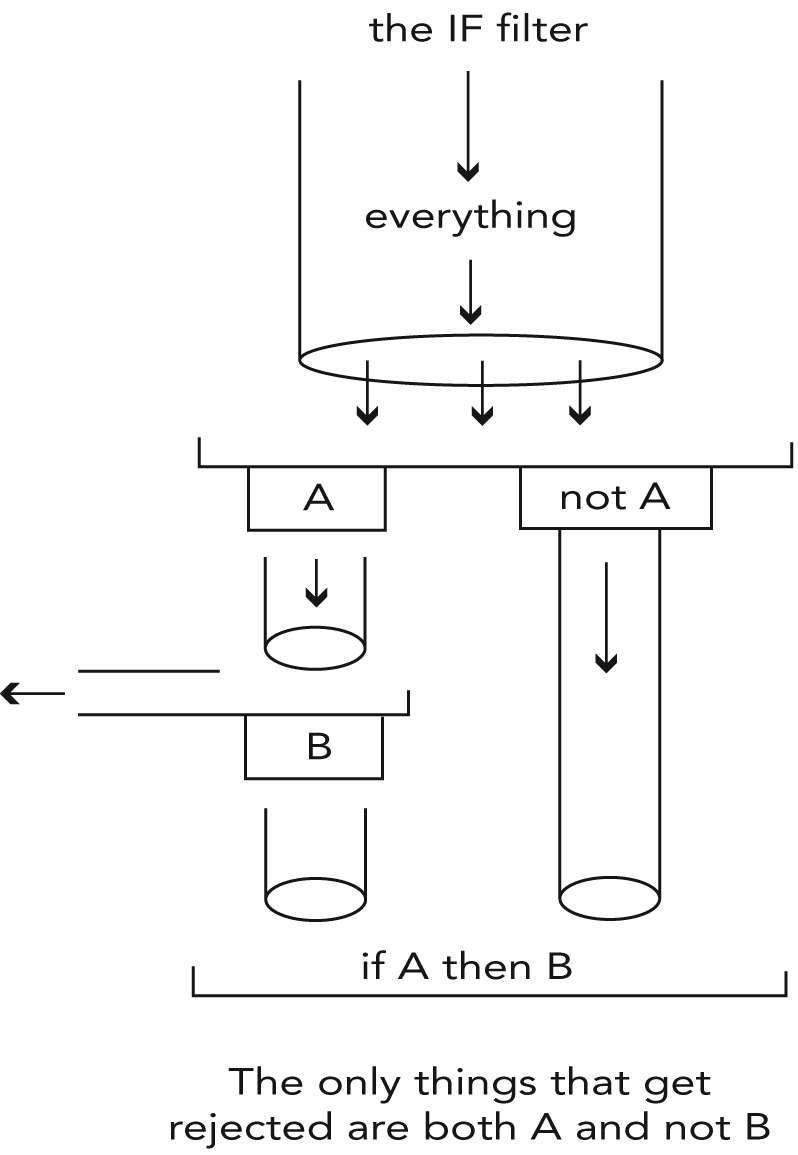 the IF filter
everything
A
not A
B
if A then B
The only things that get
rejected are both A and not B